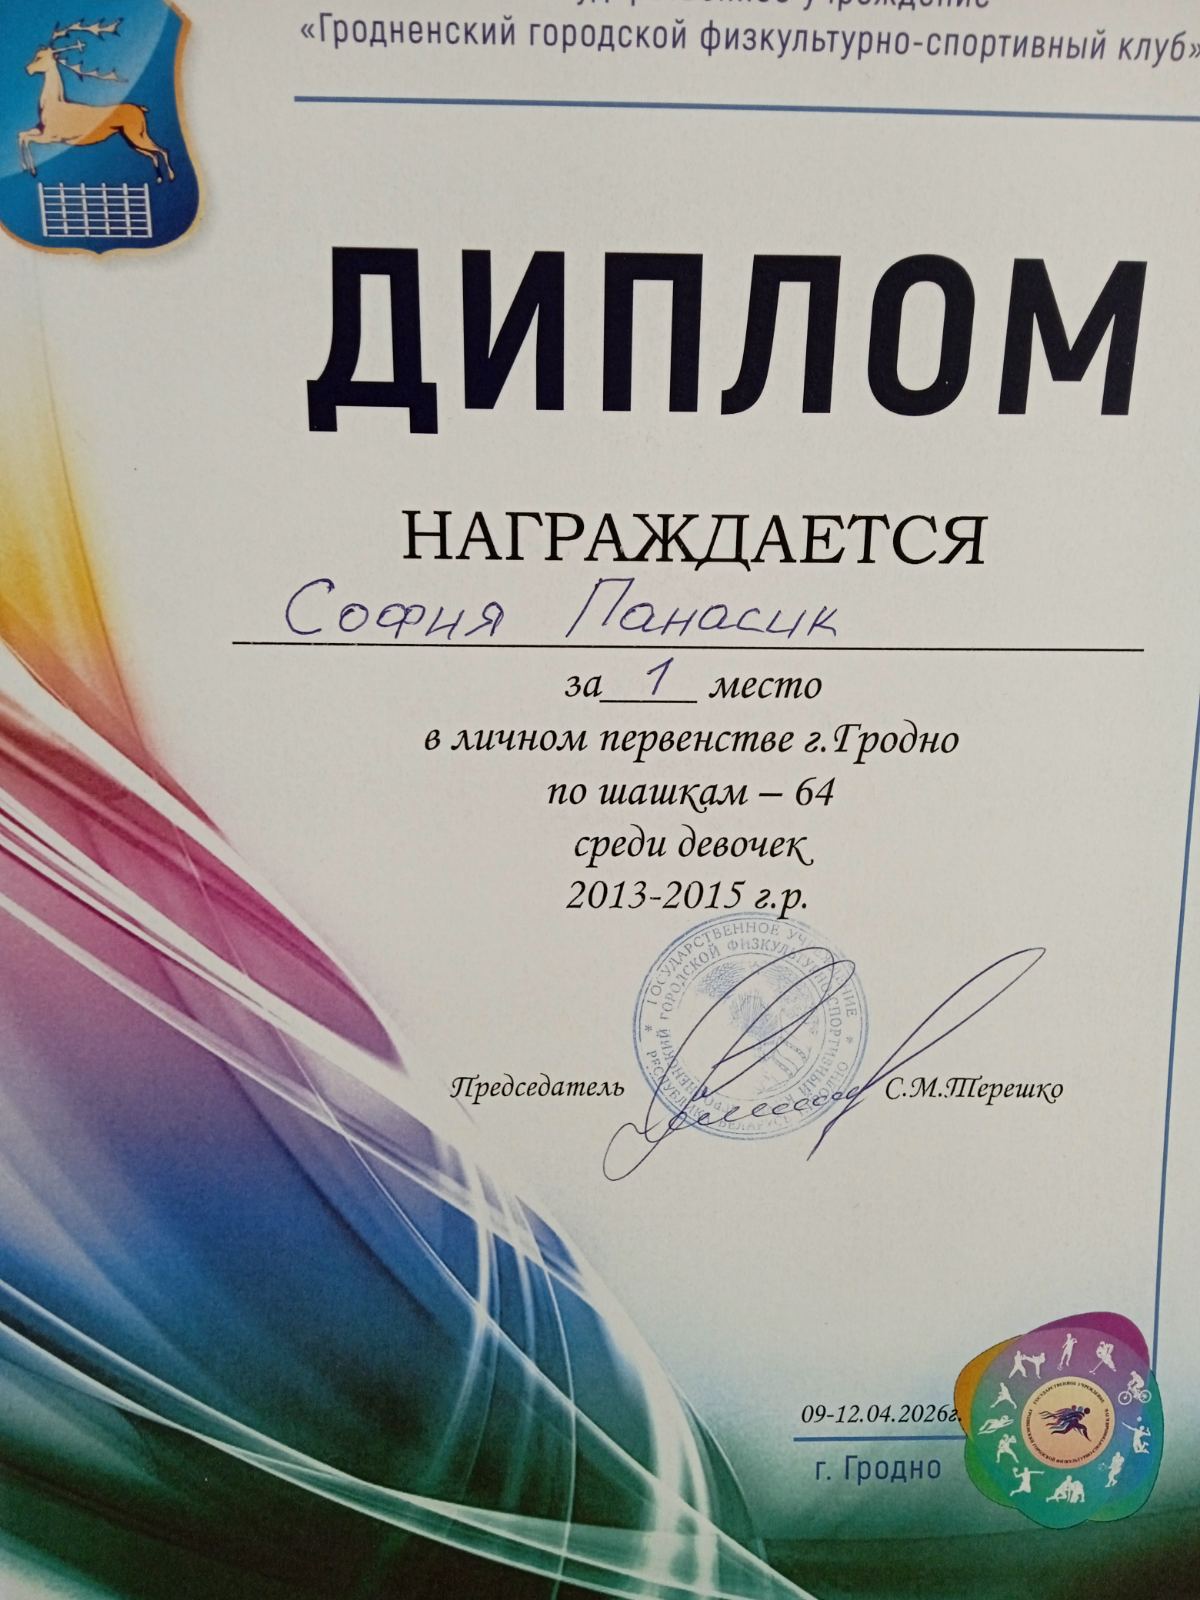 «Гродненский городской физкультурно-спортивный клуб»
ДИПЛОМ
НАГРАЖДАЕТСЯ
София Панасик
за 1 место
в личном первенстве г.Гродно
по шашкам – 64
среди девочек
2013-2015 г.р.
Председатель С.М.Терешко
09-12.04.2026г.
г. Гродно